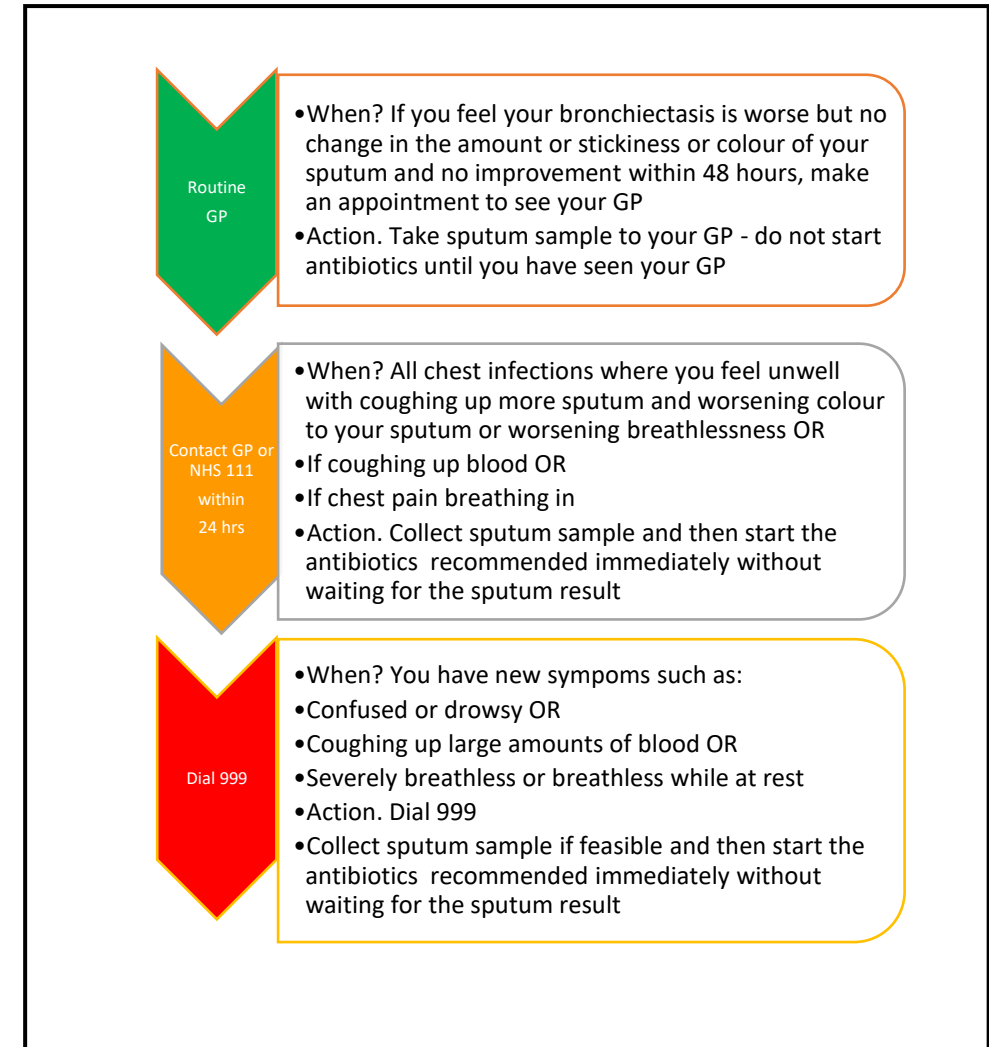 Routine
GP
•When? If you feel your bronchiectasis is worse but no
change in the amount or stickiness or colour of your
sputum and no improvement within 48 hours, make
an appointment to see your GP
•Action. Take sputum sample to your GP - do not start
antibiotics until you have seen your GP
Contact GP or
NHS 111
within
24 hrs
•When? All chest infections where you feel unwell
with coughing up more sputum and worsening colour
to your sputum or worsening breathlessness OR
•If coughing up blood OR
•If chest pain breathing in
•Action. Collect sputum sample and then start the
antibiotics recommended immediately without
waiting for the sputum result
Dial 999
•When? You have new sympoms such as:
•Confused or drowsy OR
•Coughing up large amounts of blood OR
•Severely breathless or breathless while at rest
•Action. Dial 999
•Collect sputum sample if feasible and then start the
antibiotics recommended immediately without
waiting for the sputum result